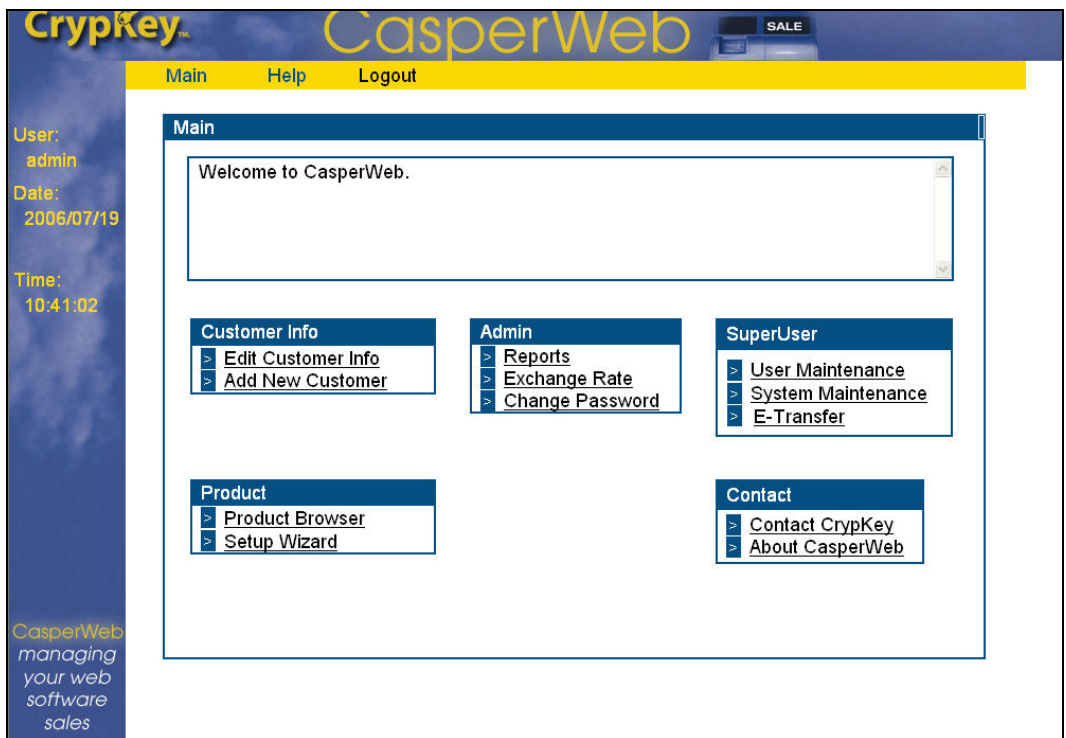 CrypKey™
CasperWeb
SALE
Main Help Logout
User:
admin
Date:
2006/07/19
Time:
10:41:02
Main
Welcome to CasperWeb.
Customer Info
> Edit Customer Info
> Add New Customer
Admin
> Reports
> Exchange Rate
> Change Password
SuperUser
> User Maintenance
> System Maintenance
> E-Transfer
Product
> Product Browser
> Setup Wizard
Contact
> Contact CrypKey
> About CasperWeb
CasperWeb
managing
your web
software
sales